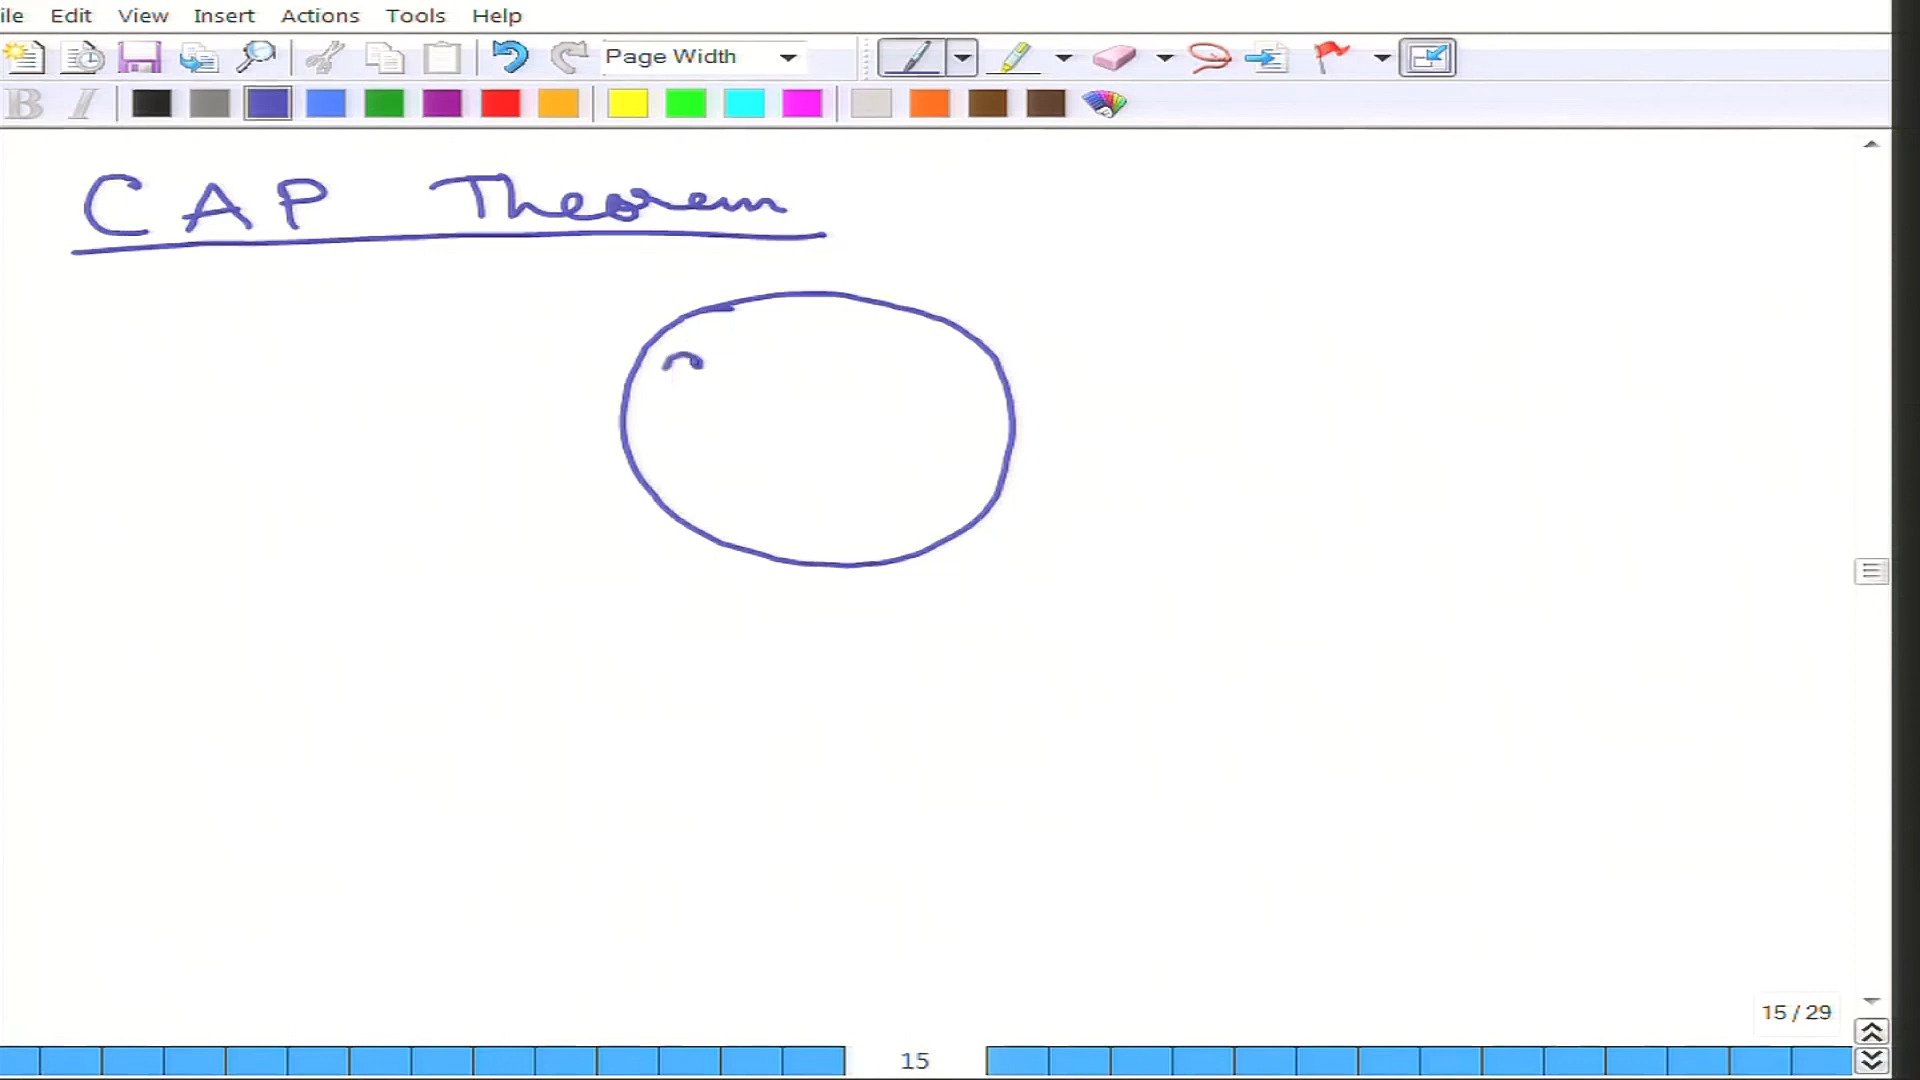 ile Edit View Insert Actions Tools Help
Page Width
B I
CAP Theorem
15 / 29
15